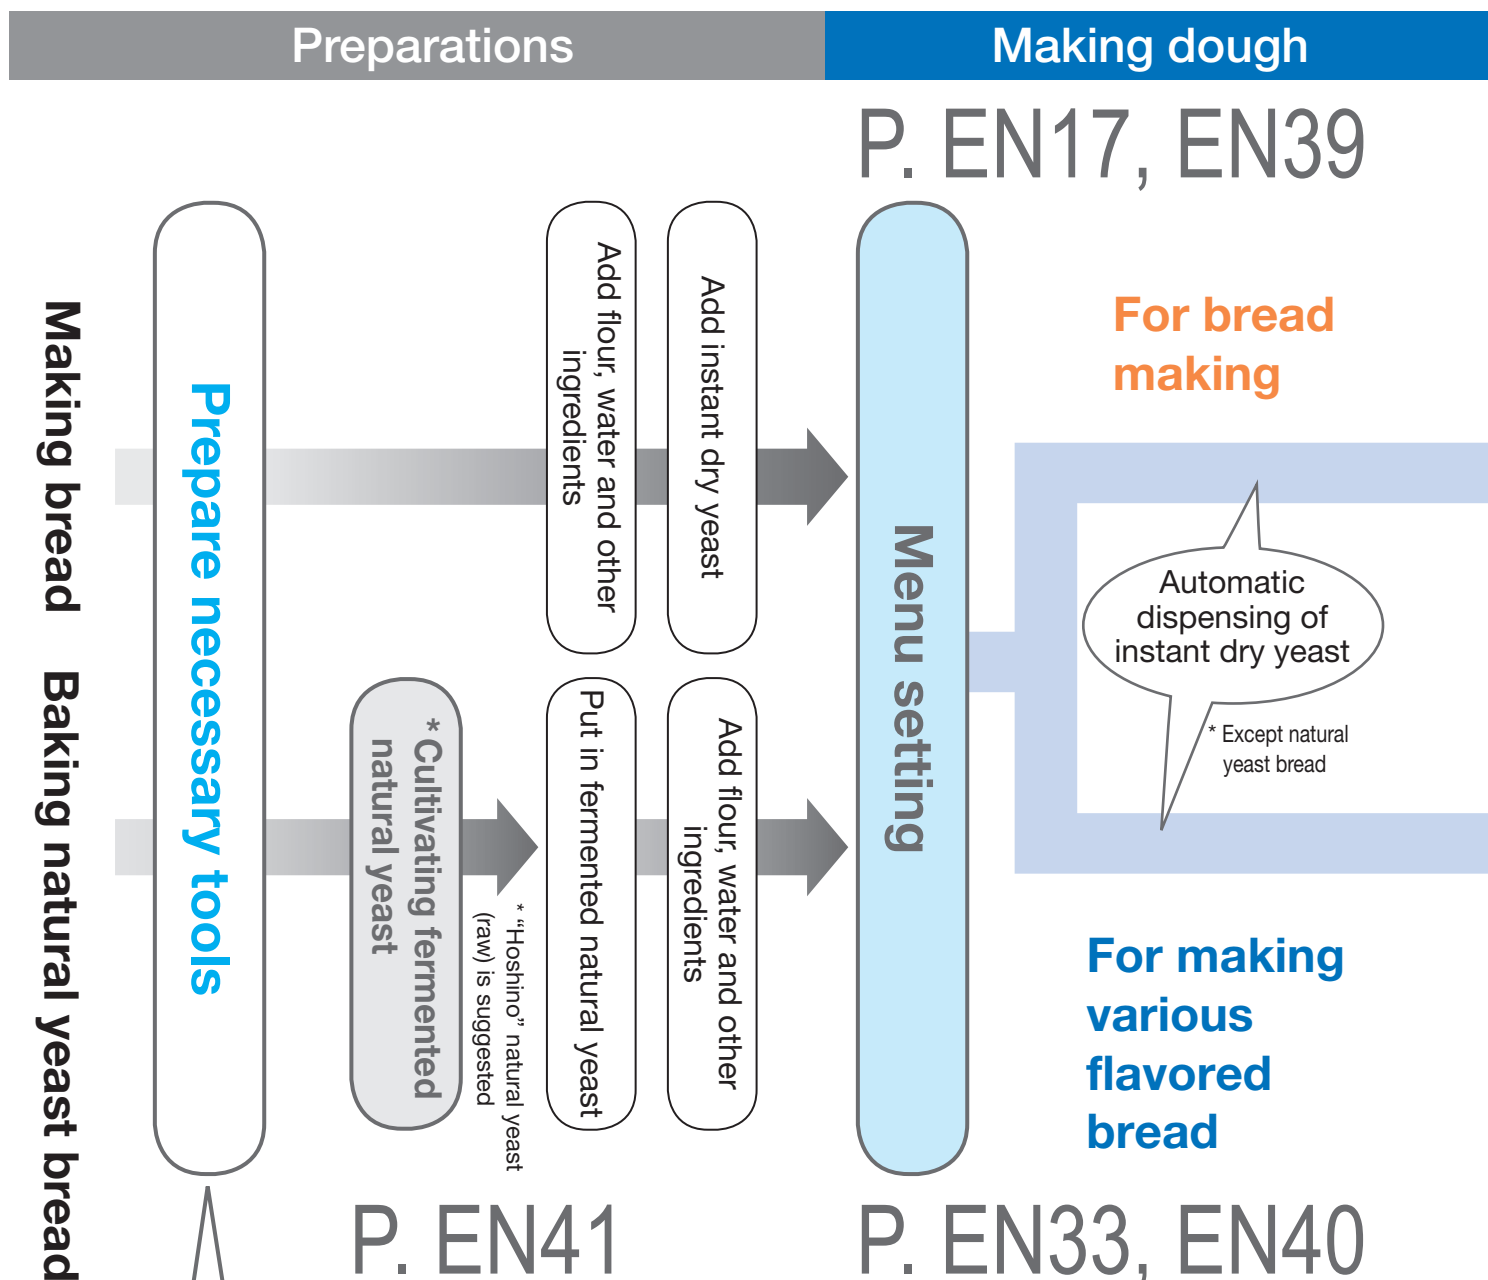 Preparations
Making dough
P. EN17, EN39
Making bread
Baking natural yeast bread
Prepare necessary tools
Add flour, water and other
ingredients
Add instant dry yeast
*Cultivating fermented
natural yeast
* “Hoshino” natural yeast
(raw) is suggested
Put in fermented natural yeast
Add flour, water and other
ingredients
Menu setting
For bread
making
Automatic
dispensing of
instant dry yeast
* Except natural
yeast bread
For making
various
flavored
bread
P. EN41
P. EN33, EN40